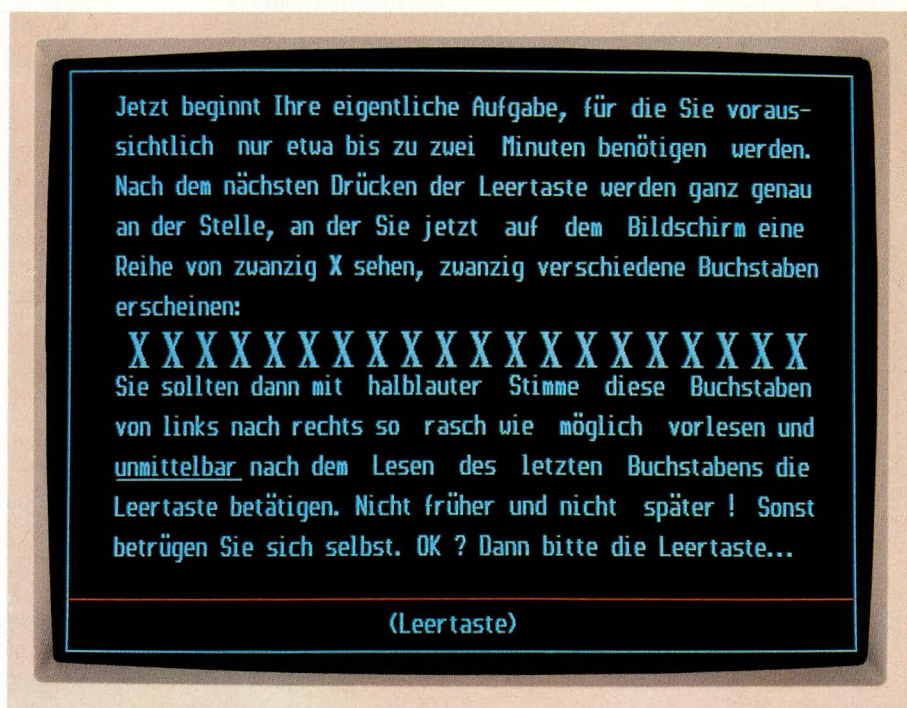 Jetzt beginnt Ihre eigentliche Aufgabe, für die Sie voraus-
sichtlich nur etwa bis zu zwei Minuten benötigen werden.
Nach dem nächsten Drücken der Leertaste werden ganz genau
an der Stelle, an der Sie jetzt auf dem Bildschirm eine
Reihe von zwanzig X sehen, zwanzig verschiedene Buchstaben
erscheinen:
X X X X X X X X X X X X X X X X X X X X
Sie sollten dann mit halblauter Stimme diese Buchstaben
von links nach rechts so rasch wie möglich vorlesen und
unmittelbar nach dem Lesen des letzten Buchstabens die
Leertaste betätigen. Nicht früher und nicht später ! Sonst
betrügen Sie sich selbst. OK ? Dann bitte die Leertaste...
(Leertaste)